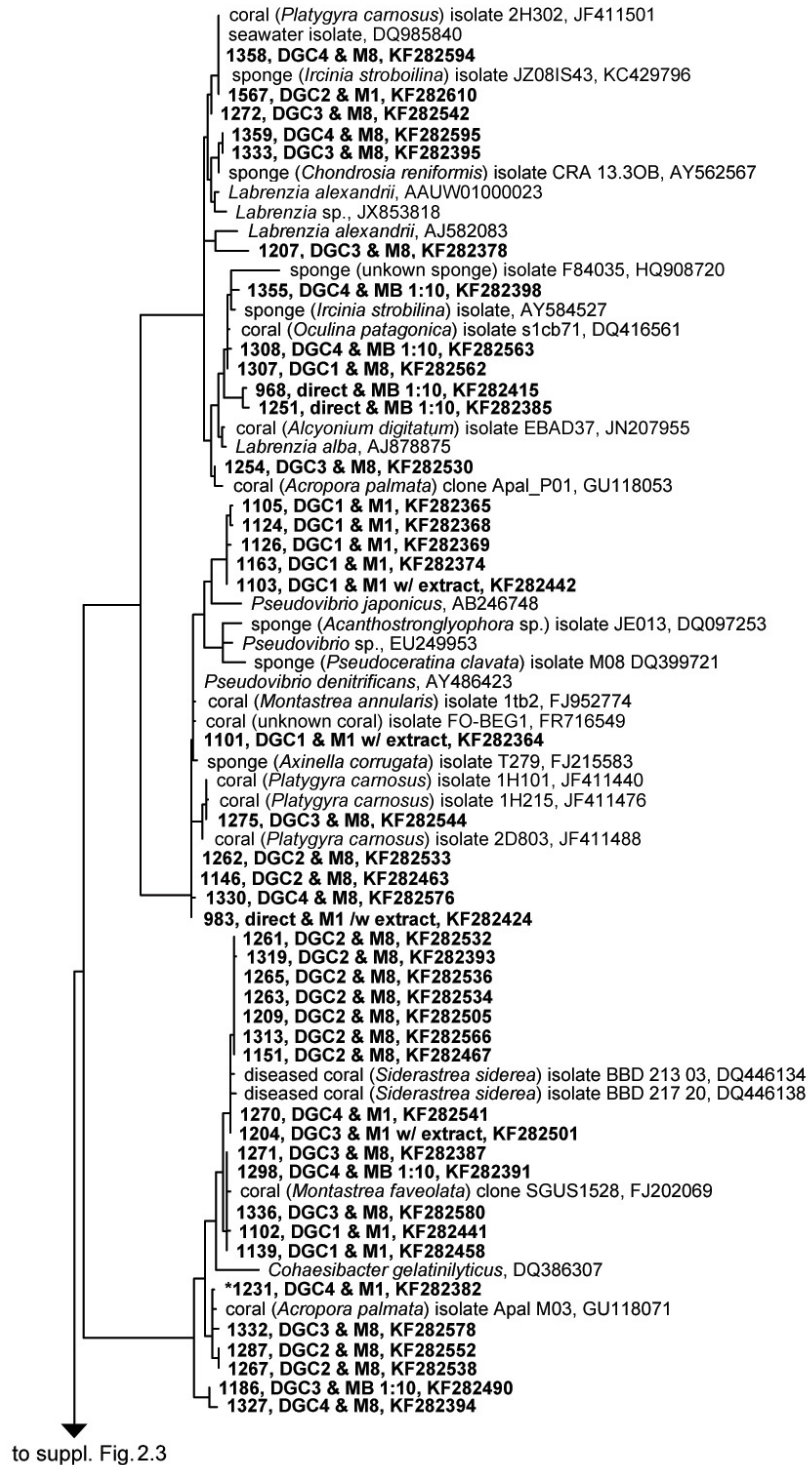 coral (Platygyra carnosus) isolate 2H302, JF411501
seawater isolate, DQ985840
1358, DGC4 & M8, KF282594
sponge (Ircinia stroboilina) isolate JZ08IS43, KC429796
1567, DGC2 & M1, KF282610
1272, DGC3 & M8, KF282542
1359, DGC4 & M8, KF282595
1333, DGC3 & M8, KF282395
sponge (Chondrosia reniformis) isolate CRA 13.3OB, AY562567
Labrenzia alexandrii, AAUW01000023
Labrenzia sp., JX853818
Labrenzia alexandrii, AJ582083
1207, DGC3 & M8, KF282378
sponge (unkown sponge) isolate F84035, HQ908720
1355, DGC4 & MB 1:10, KF282398
sponge (Ircinia strobilina) isolate, AY584527
coral (Oculina patagonica) isolate s1cb71, DQ416561
1308, DGC4 & MB 1:10, KF282563
1307, DGC1 & M8, KF282562
968, direct & MB 1:10, KF282415
1251, direct & MB 1:10, KF282385
coral (Alcyonium digitatum) isolate EBAD37, JN207955
Labrenzia alba, AJ878875
1254, DGC3 & M8, KF282530
coral (Acropora palmata) clone Apal_P01, GU118053
1105, DGC1 & M1, KF282365
1124, DGC1 & M1, KF282368
1126, DGC1 & M1, KF282369
1163, DGC1 & M1, KF282374
1103, DGC1 & M1 w/ extract, KF282442
Pseudovibrio japonicus, AB246748
sponge (Acanthostronglyophora sp.) isolate JE013, DQ097253
Pseudovibrio sp., EU249953
sponge (Pseudoceratina clavata) isolate M08 DQ399721
Pseudovibrio denitrificans, AY486423
coral (Montastrea annularis) isolate 1tb2, FJ952774
coral (unknown coral) isolate FO-BEG1, FR716549
1101, DGC1 & M1 w/ extract, KF282364
sponge (Axinella corrugata) isolate T279, FJ215583
coral (Platygyra carnosus) isolate 1H101, JF411440
coral (Platygyra carnosus) isolate 1H215, JF411476
1275, DGC3 & M8, KF282544
coral (Platygyra carnosus) isolate 2D803, JF411488
1262, DGC2 & M8, KF282533
1146, DGC2 & M8, KF282463
1330, DGC4 & M8, KF282576
983, direct & M1 /w extract, KF282424
1261, DGC2 & M8, KF282532
1319, DGC2 & M8, KF282393
1265, DGC2 & M8, KF282536
1263, DGC2 & M8, KF282534
1209, DGC2 & M8, KF282505
1313, DGC2 & M8, KF282566
1151, DGC2 & M8, KF282467
diseased coral (Siderastrea siderea) isolate BBD 213 03, DQ446134
diseased coral (Siderastrea siderea) isolate BBD 217 20, DQ446138
1270, DGC4 & M1, KF282541
1204, DGC3 & M1 w/ extract, KF282501
1271, DGC3 & M8, KF282387
1298, DGC4 & MB 1:10, KF282391
coral (Montastrea faveolata) clone SGUS1528, FJ202069
1336, DGC3 & M8, KF282580
1102, DGC1 & M1, KF282441
1139, DGC1 & M1, KF282458
Cohaesibacter gelatinilyticus, DQ386307
*1231, DGC4 & M1, KF282382
coral (Acropora palmata) isolate Apal M03, GU118071
1332, DGC3 & M8, KF282578
1287, DGC2 & M8, KF282552
1267, DGC2 & M8, KF282538
1186, DGC3 & MB 1:10, KF282490
1327, DGC4 & M8, KF282394
to suppl. Fig. 2.3